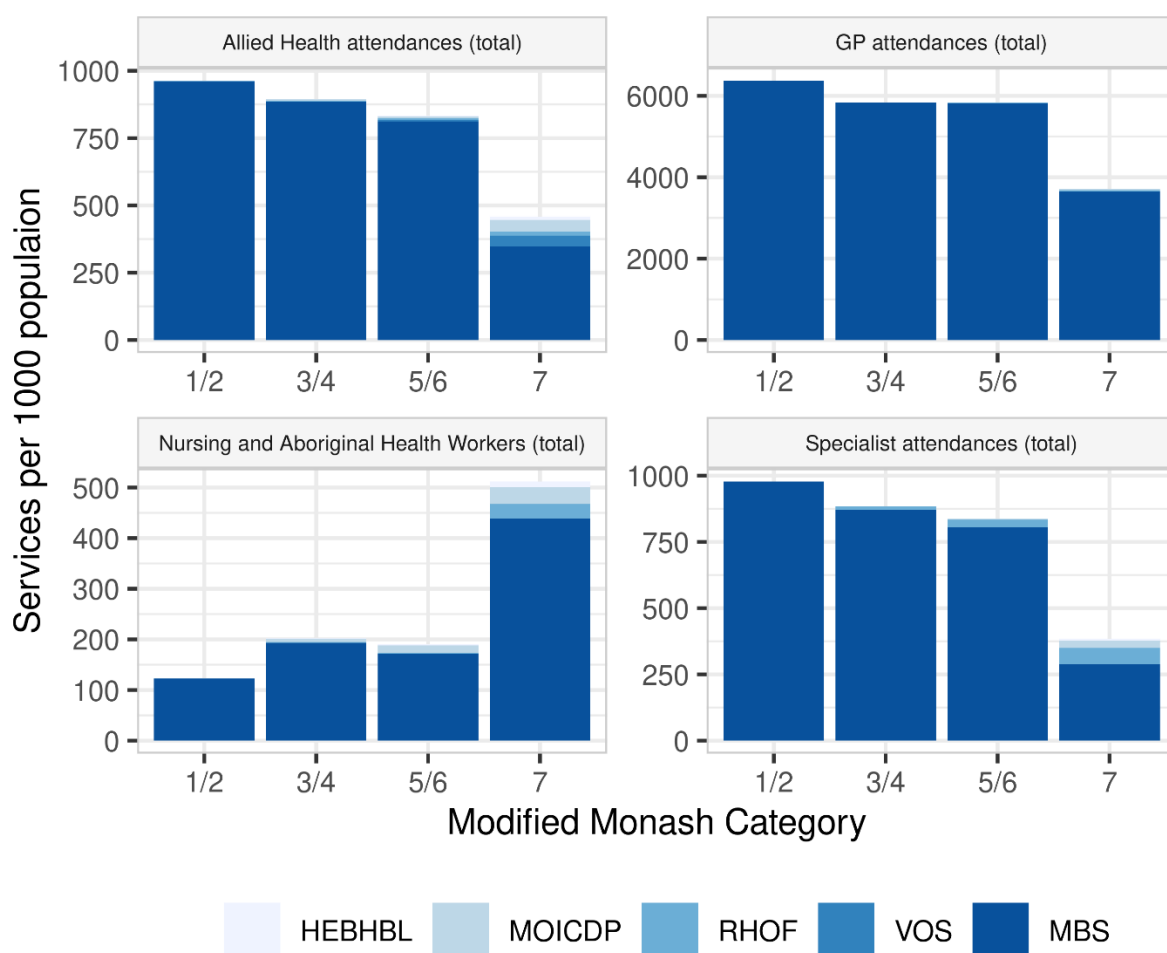 Allied Health attendances (total)
GP attendances (total)
1000
750
500
250
0
6000
4000
2000
0
1/2 3/4 5/6 7
1/2 3/4 5/6 7
Services per 1000 populaion
Nursing and Aboriginal Health Workers (total)
Specialist attendances (total)
500
400
300
200
100
0
1000
750
500
250
0
1/2 3/4 5/6 7
1/2 3/4 5/6 7
Modified Monash Category
HEBHBL MOICDP RHOF VOS MBS